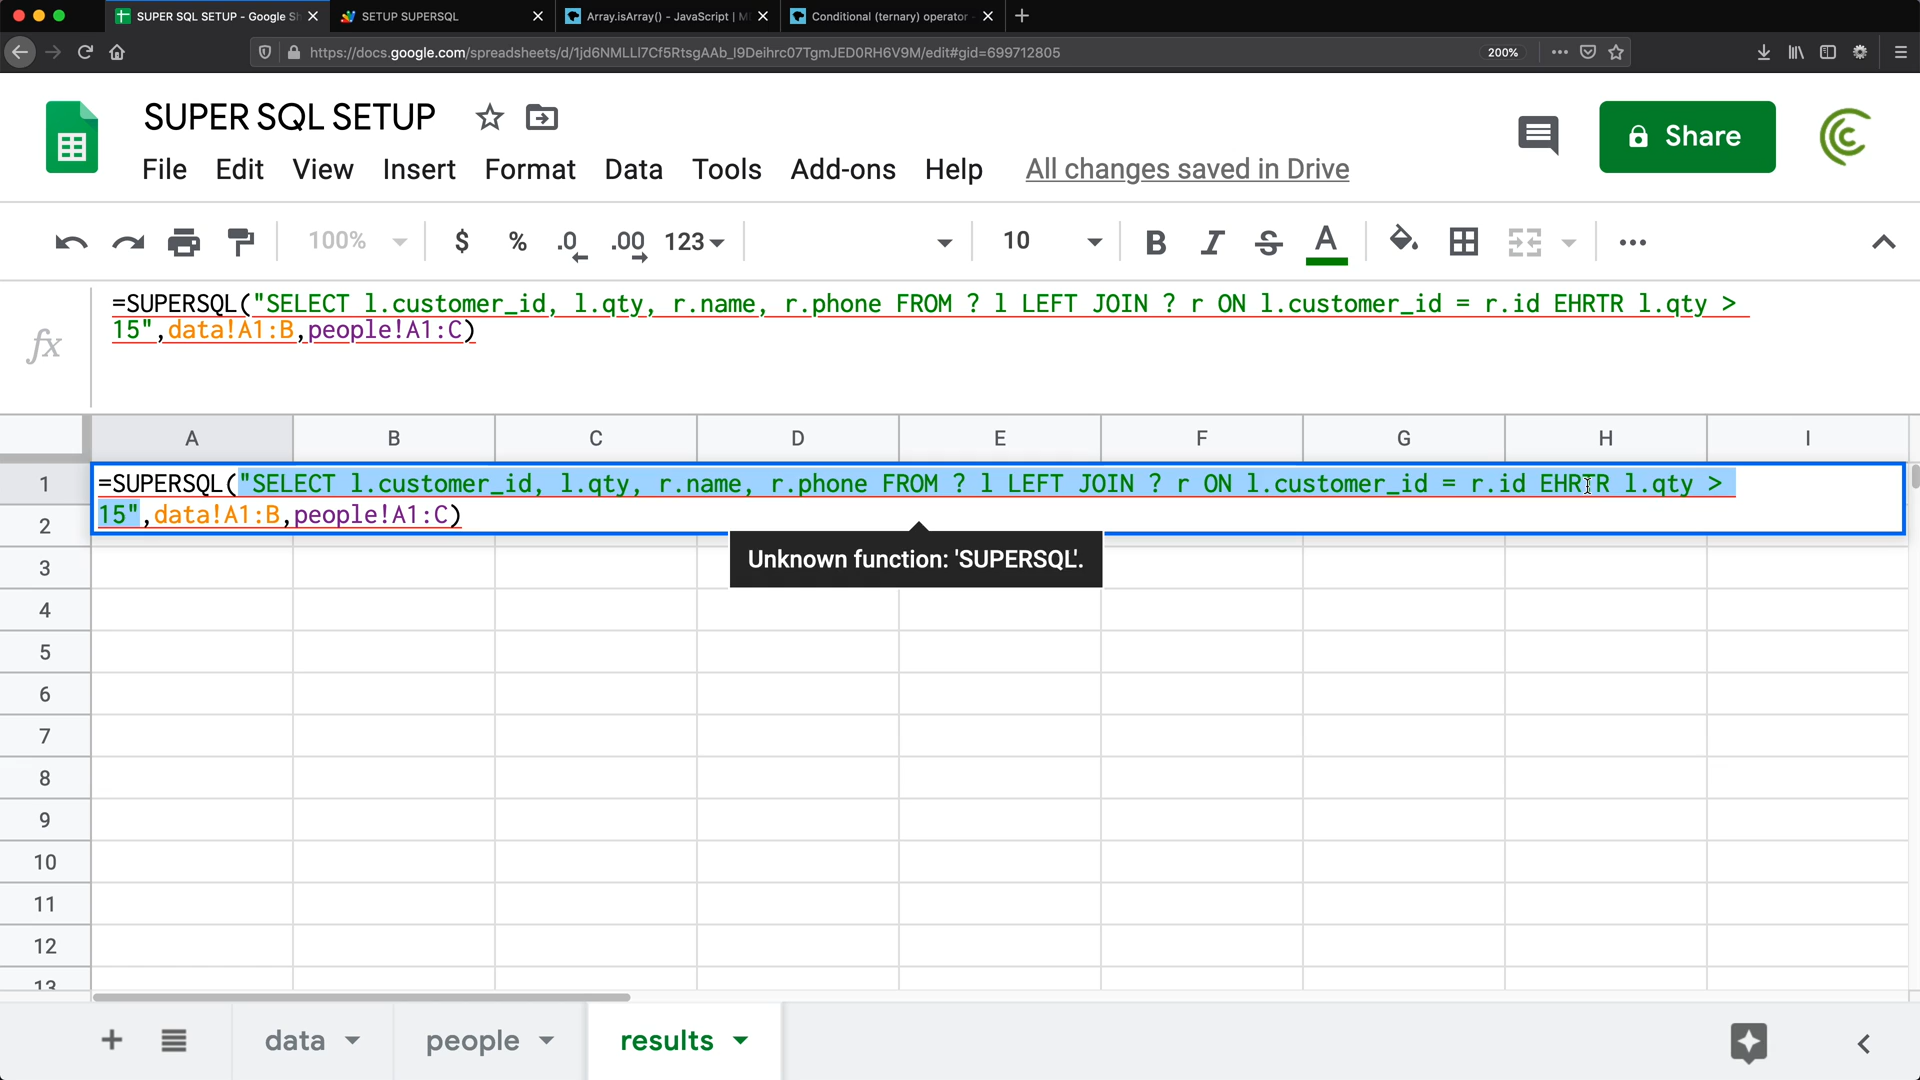 SUPER SQL SETUP - Google Sh
SETUP SUPERSQL
Array.isArray() - JavaScript | M
Conditional (ternary) operator -
https://docs.google.com/spreadsheets/d/1jd6NMLLl7Cf5RtsgAAb_I9Deihrc07TgmJED0RH6V9M/edit#gid=699712805
200%
SUPER SQL SETUP
Share
File Edit View Insert Format Data Tools Add-ons Help All changes saved in Drive
100% $ % .0 .00 123 10 B I S A
fx
=SUPERSQL("SELECT l.customer_id, l.qty, r.name, r.phone FROM ? l LEFT JOIN ? r ON l.customer_id = r.id EHRTR l.qty >
15",data!A1:B,people!A1:C)
A B C D E F G H I
1 =SUPERSQL("SELECT l.customer_id, l.qty, r.name, r.phone FROM ? l LEFT JOIN ? r ON l.customer_id = r.id EHRTR l.qty >
2 15",data!A1:B,people!A1:C)
Unknown function: 'SUPERSQL'.
3
4
5
6
7
8
9
10
11
12
13
data people results